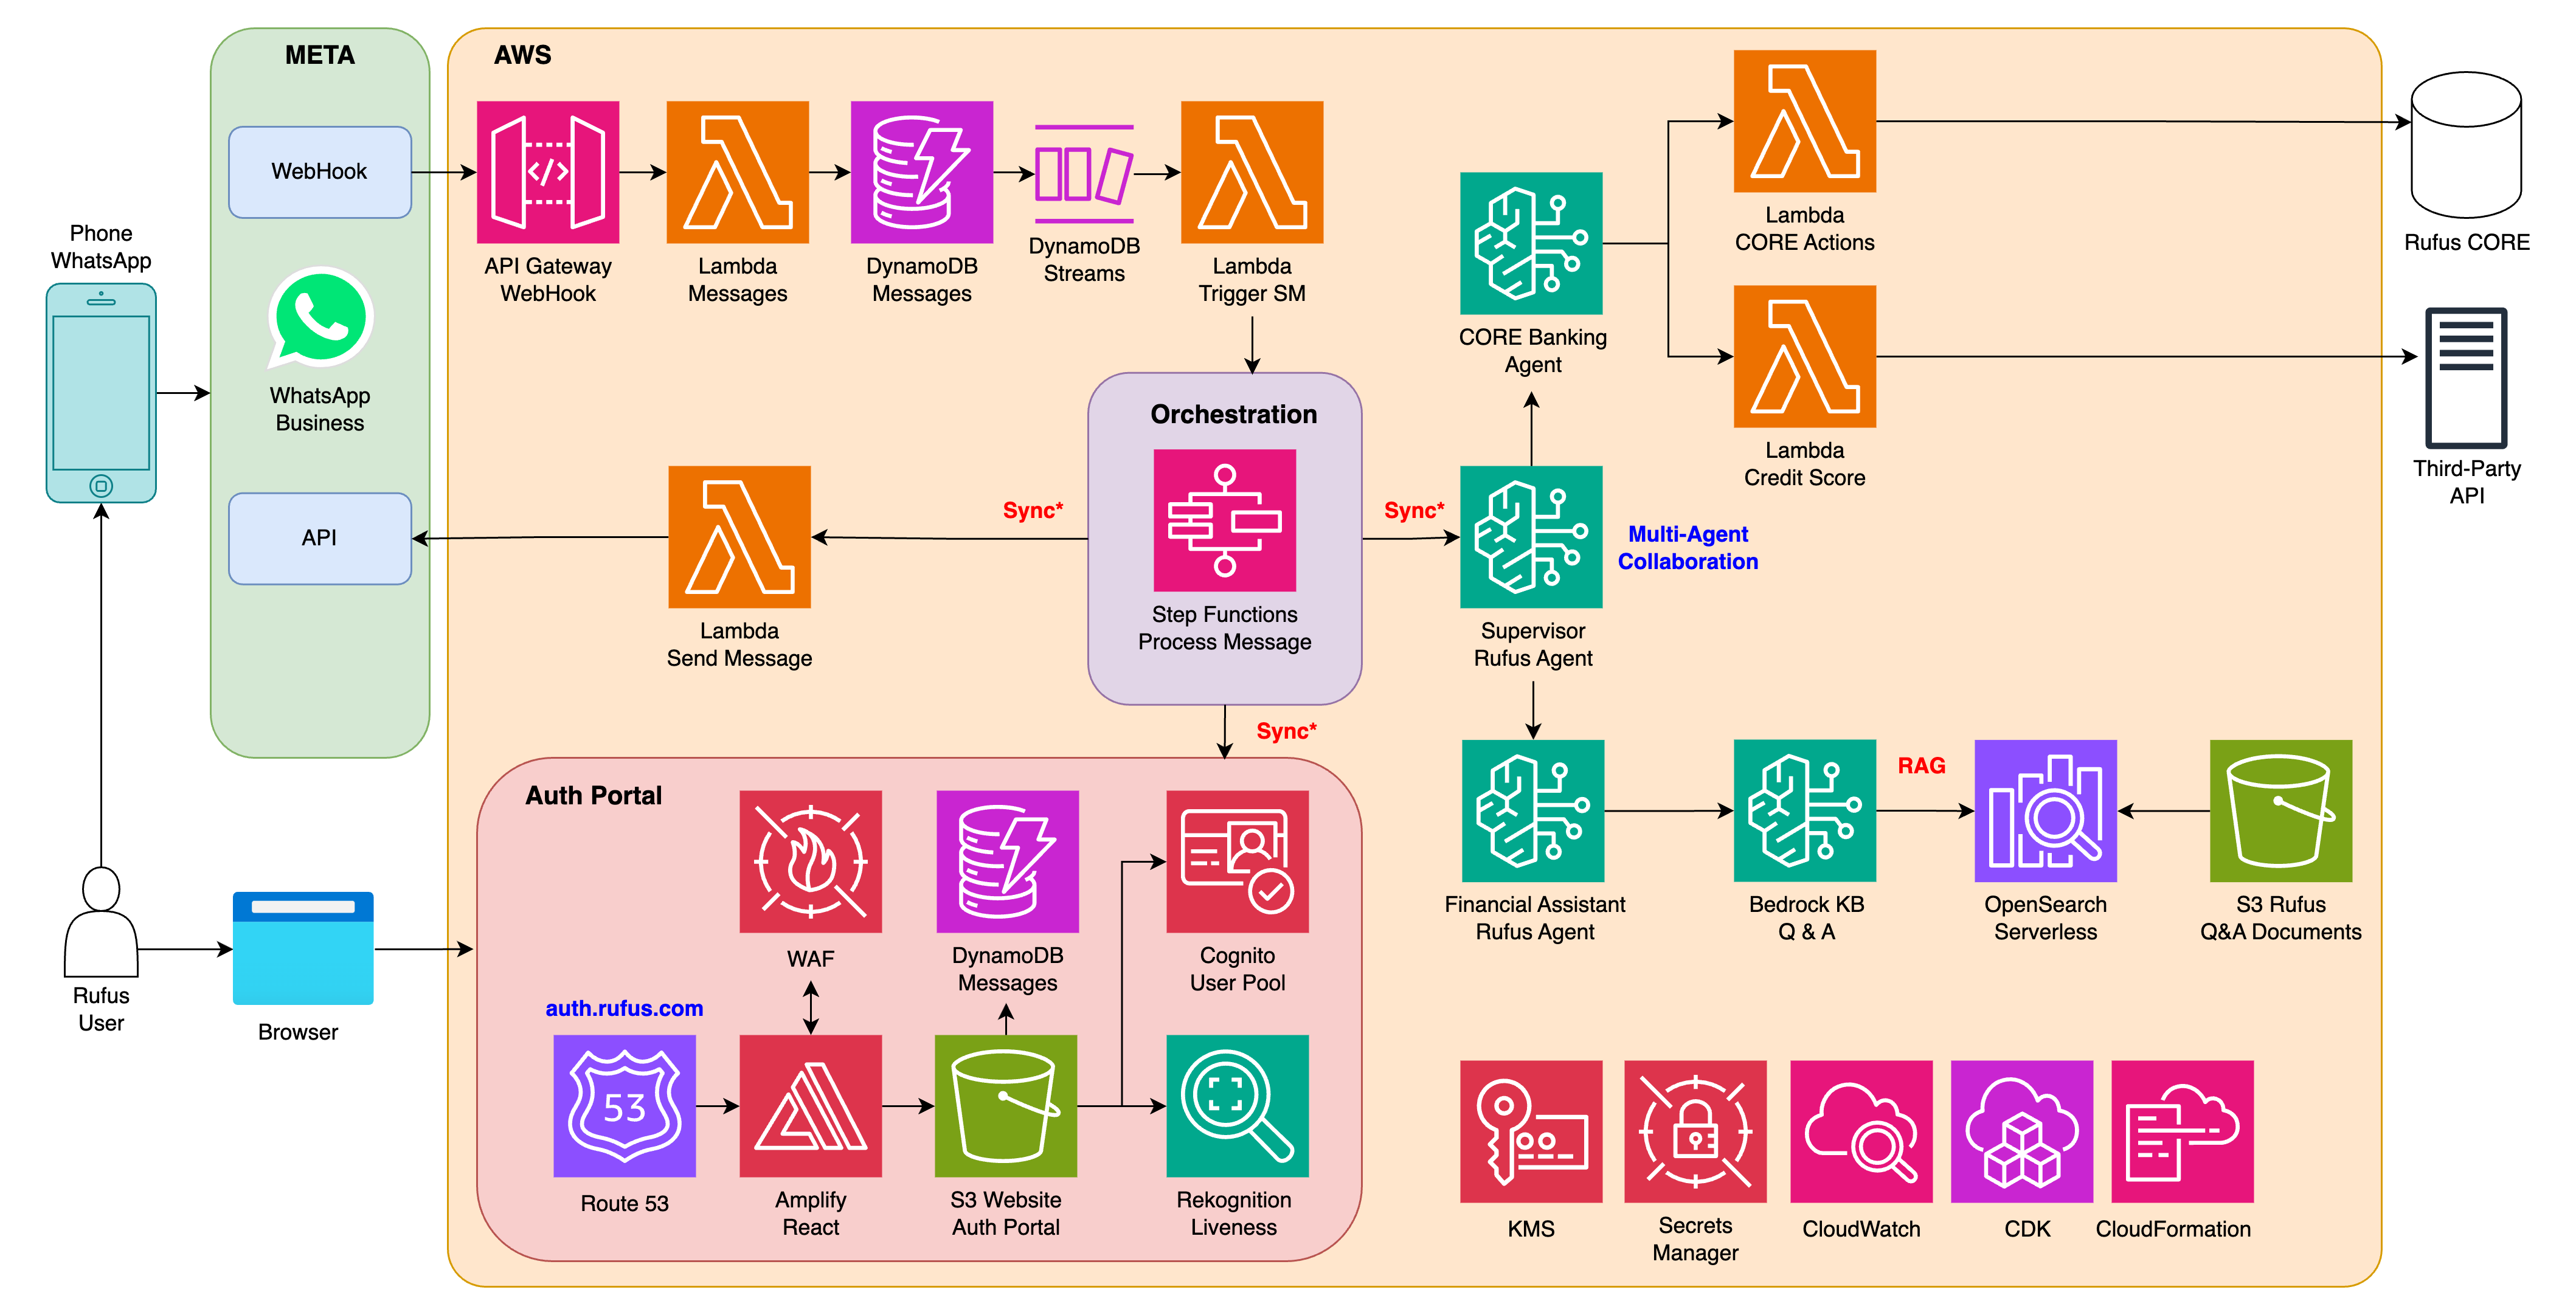 META
AWS
WebHook
API Gateway
WebHook
Lambda
Messages
DynamoDB
Messages
DynamoDB
Streams
Lambda
Trigger SM
Lambda
CORE Actions
Rufus CORE
Phone
WhatsApp
WhatsApp
Business
CORE Banking
Agent
Lambda
Credit Score
Third-Party
API
Orchestration
API
Sync*
Sync*
Multi-Agent
Collaboration
Lambda
Send Message
Step Functions
Process Message
Supervisor
Rufus Agent
Sync*
Auth Portal
RAG
WAF
DynamoDB
Messages
Cognito
User Pool
Financial Assistant
Rufus Agent
Bedrock KB
Q & A
OpenSearch
Serverless
S3 Rufus
Q&A Documents
Rufus
User
Browser
auth.rufus.com
53
Route 53
Amplify
React
S3 Website
Auth Portal
Rekognition
Liveness
KMS
Secrets
Manager
CloudWatch
CDK
CloudFormation